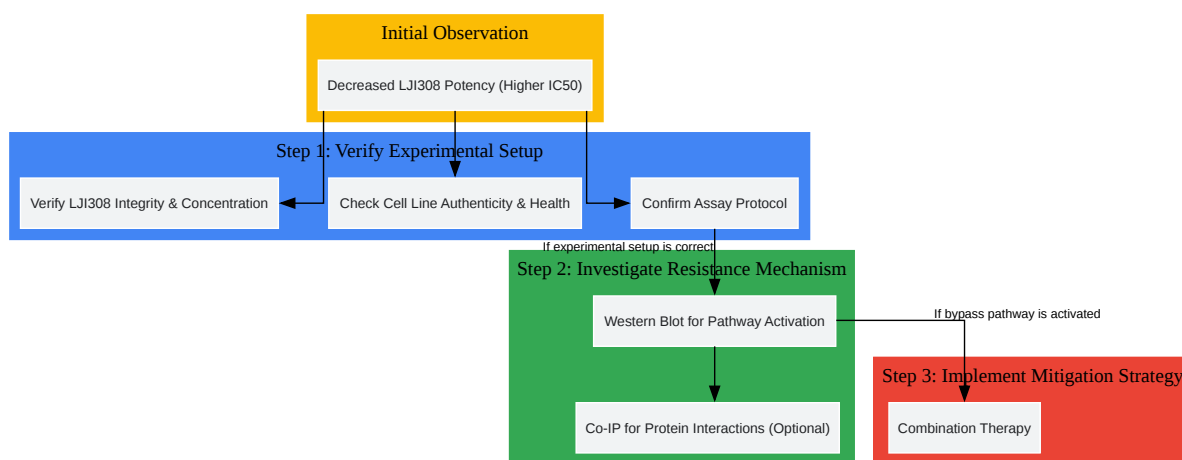 Initial Observation
Decreased LJI308 Potency (Higher IC50)
Step 1: Verify Experimental Setup
Verify LJI308 Integrity & Concentration
Check Cell Line Authenticity & Health
Confirm Assay Protocol
If experimental setup is correct
Step 2: Investigate Resistance Mechanism
Western Blot for Pathway Activation
If bypass pathway is activated
Step 3: Implement Mitigation Strategy
Co-IP for Protein Interactions (Optional)
Combination Therapy